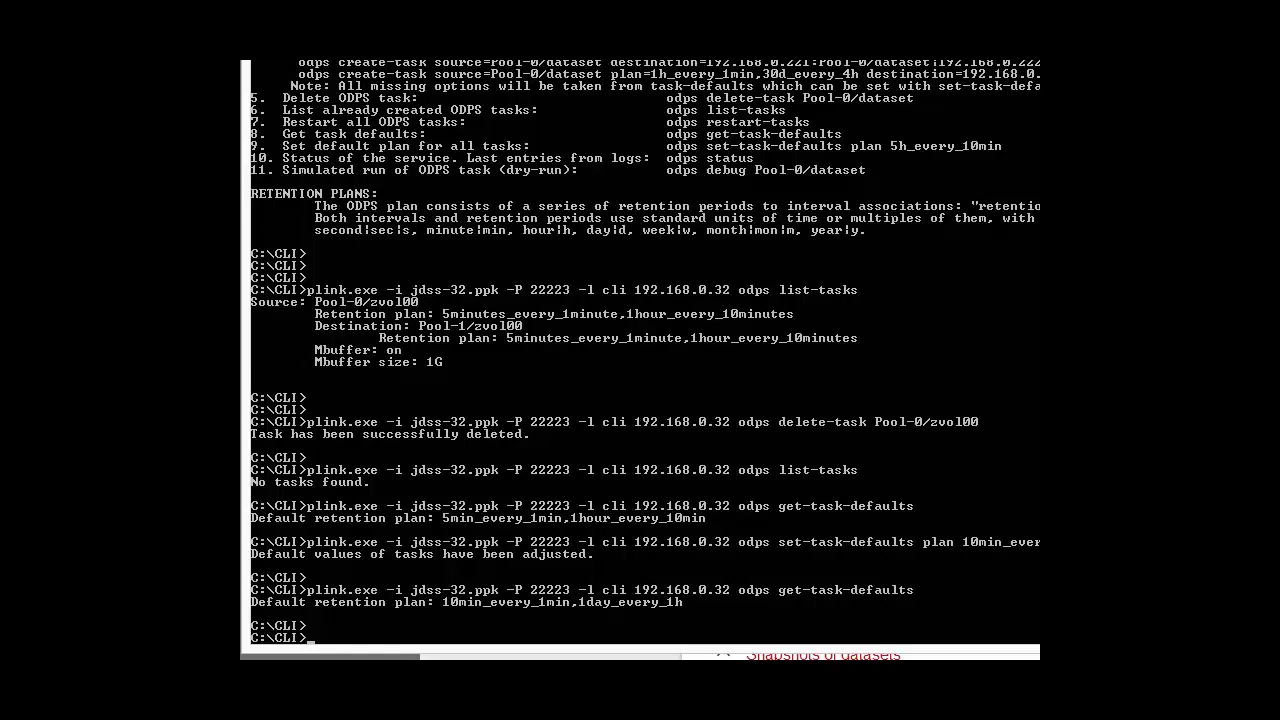 odps create-task source=Pool-0/dataset destination=192.168.0.221:Pool-0/dataset|192.168.0.222
odps create-task source=Pool-0/dataset plan=1h_every_1min,30d_every_4h destination=192.168.0.
Note: All missing options will be taken from task-defaults which can be set with set-task-defa
5. Delete ODPS task: odps delete-task Pool-0/dataset
6. List already created ODPS tasks: odps list-tasks
7. Restart all ODPS tasks: odps restart-tasks
8. Get task defaults: odps get-task-defaults
9. Set default plan for all tasks: odps set-task-defaults plan 5h_every_10min
10. Status of the service. Last entries from logs: odps status
11. Simulated run of ODPS task (dry-run): odps debug Pool-0/dataset
RETENTION PLANS:
The ODPS plan consists of a series of retention periods to interval associations: "retentio
Both intervals and retention periods use standard units of time or multiples of them, with
second|sec|s, minute|min, hour|h, day|d, week|w, month|mon|m, year|y.
C:\CLI>
C:\CLI>
C:\CLI>
C:\CLI>plink.exe -i jdss-32.ppk -P 22223 -l cli 192.168.0.32 odps list-tasks
Source: Pool-0/zvol00
Retention plan: 5minutes_every_1minute,1hour_every_10minutes
Destination: Pool-1/zvol00
Retention plan: 5minutes_every_1minute,1hour_every_10minutes
Mbuffer: on
Mbuffer size: 1G
C:\CLI>
C:\CLI>
C:\CLI>plink.exe -i jdss-32.ppk -P 22223 -l cli 192.168.0.32 odps delete-task Pool-0/zvol00
Task has been successfully deleted.
C:\CLI>
C:\CLI>plink.exe -i jdss-32.ppk -P 22223 -l cli 192.168.0.32 odps list-tasks
No tasks found.
C:\CLI>plink.exe -i jdss-32.ppk -P 22223 -l cli 192.168.0.32 odps get-task-defaults
Default retention plan: 5min_every_1min,1hour_every_10min
C:\CLI>plink.exe -i jdss-32.ppk -P 22223 -l cli 192.168.0.32 odps set-task-defaults plan 10min_ever
Default values of tasks have been adjusted.
C:\CLI>
C:\CLI>plink.exe -i jdss-32.ppk -P 22223 -l cli 192.168.0.32 odps get-task-defaults
Default retention plan: 10min_every_1min,1day_every_1h
C:\CLI>
C:\CLI>_
Snapshots of datasets